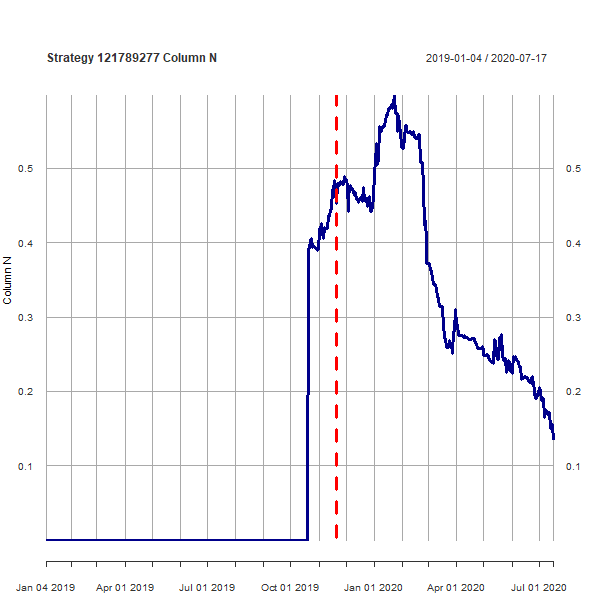 Strategy 121789277 Column N
2019-01-04 / 2020-07-17
Column N
0.5
0.4
0.3
0.2
0.1
0.5
0.4
0.3
0.2
0.1
Jan 04 2019
Apr 01 2019
Jul 01 2019
Oct 01 2019
Jan 01 2020
Apr 01 2020
Jul 01 2020